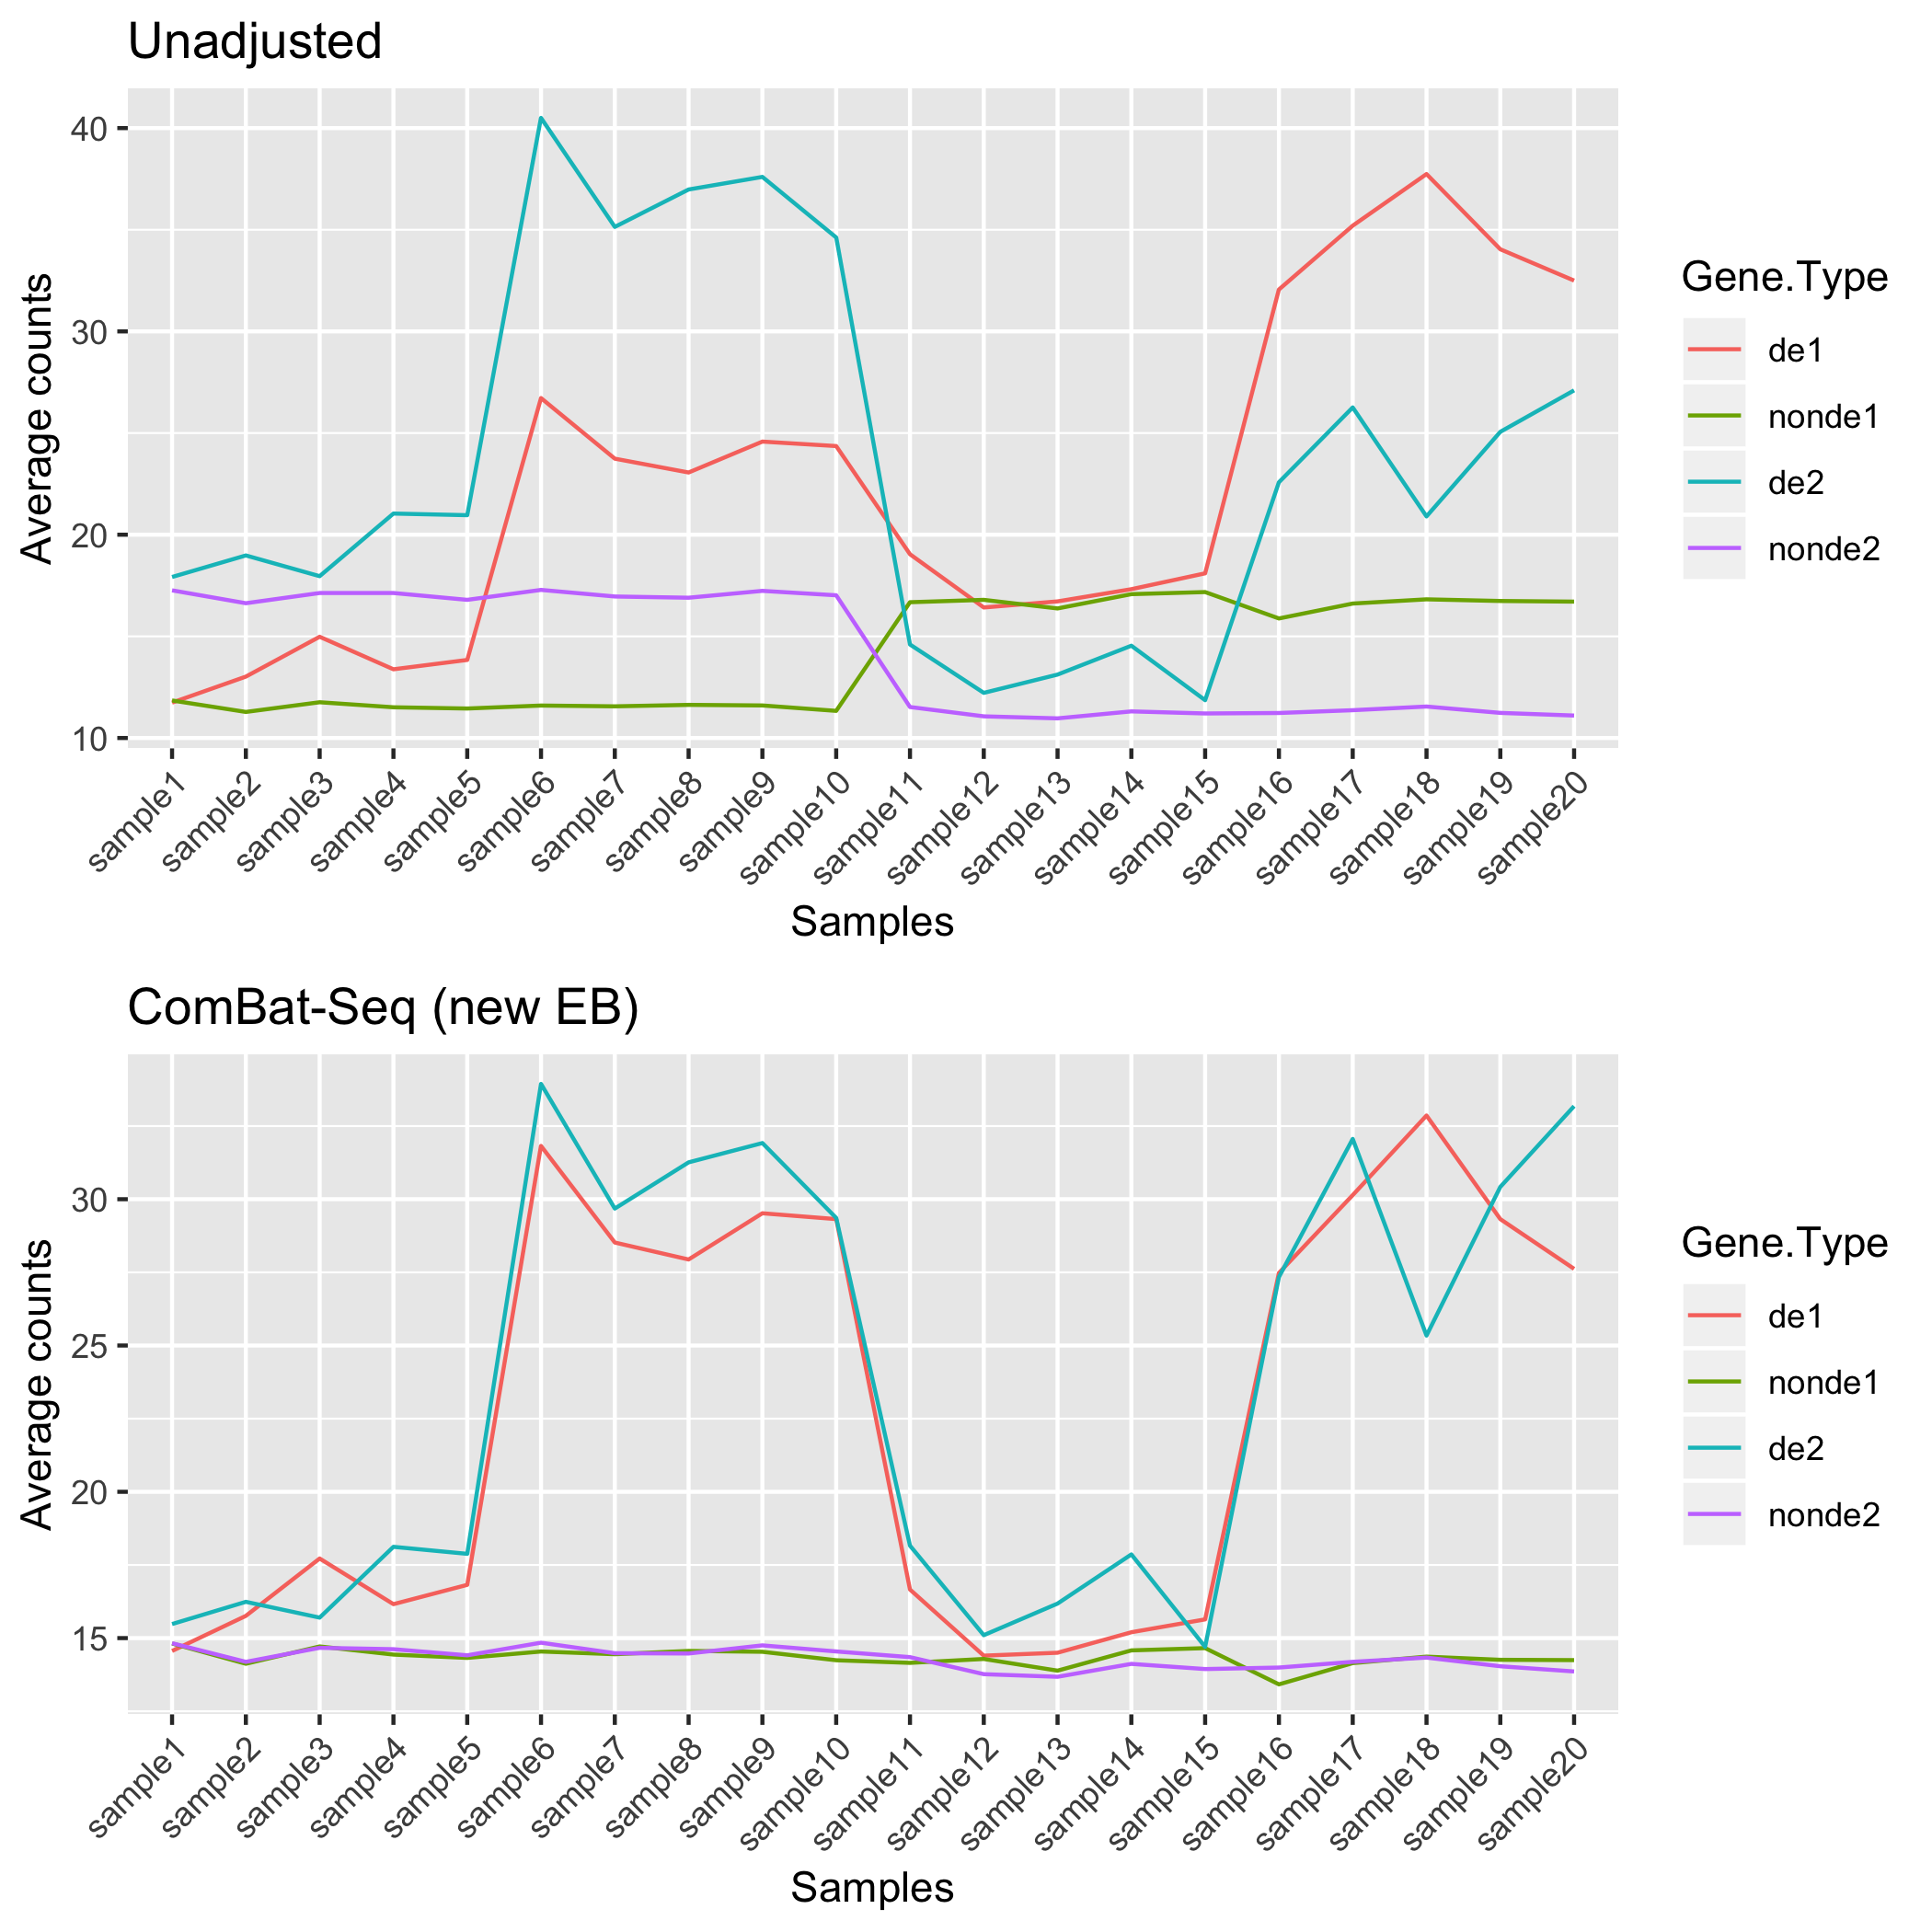 Unadjusted
Average counts
40
30
20
10
sample1
sample2
sample3
sample4
sample5
sample6
sample7
sample8
sample9
sample10
sample11
sample12
sample13
sample14
sample15
sample16
sample17
sample18
sample19
sample20
Samples
Gene.Type
de1
nonde1
de2
nonde2
ComBat-Seq (new EB)
Average counts
30
25
20
15
sample1
sample2
sample3
sample4
sample5
sample6
sample7
sample8
sample9
sample10
sample11
sample12
sample13
sample14
sample15
sample16
sample17
sample18
sample19
sample20
Samples
Gene.Type
de1
nonde1
de2
nonde2